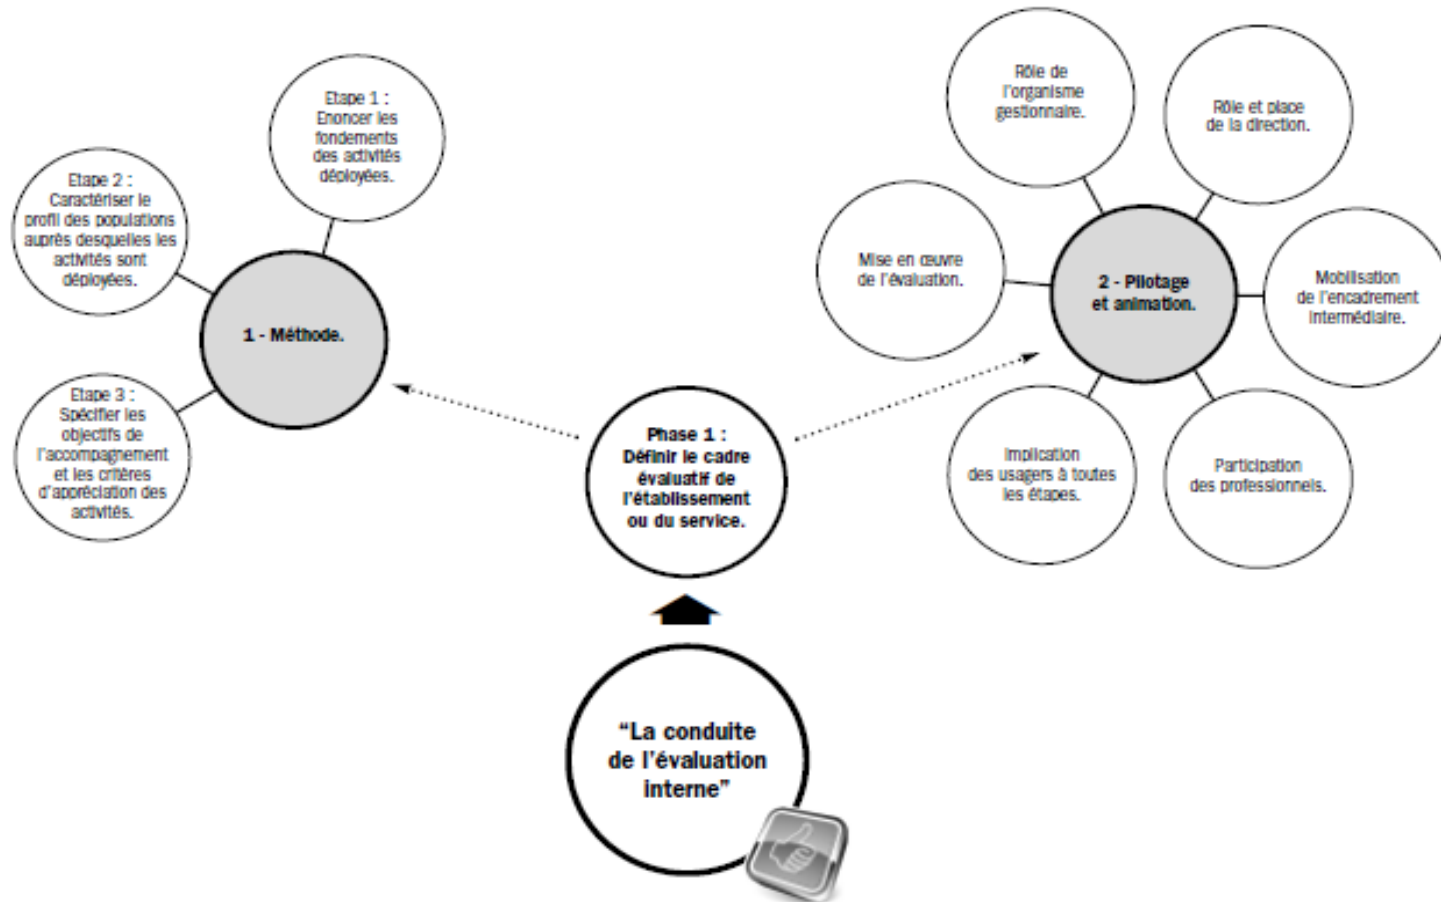 Etape 1 :
Enoncer les
fondements
des activités
déployées.
Etape 2 :
Caractériser le
profil des populations
auprès desquelles les
activités sont
déployées.
1 - Méthode.
Etape 3 :
Spécifier les
objectifs de
l'accompagnement
et les critères
d'appréciation des
activités.
Rôle de
l'organisme
gestionnaire.
Rôle et place
de la direction.
Mise en œuvre
de l'évaluation.
2 - Pilotage
et animation.
Mobilisation
de l'encadrement
intermédiaire.
Implication
des usagers à toutes
les étapes.
Participation
des professionnels.
Phase 1 :
Définir le cadre
évaluatif de
l'établissement
ou du service.
“La conduite
de l'évaluation
interne”